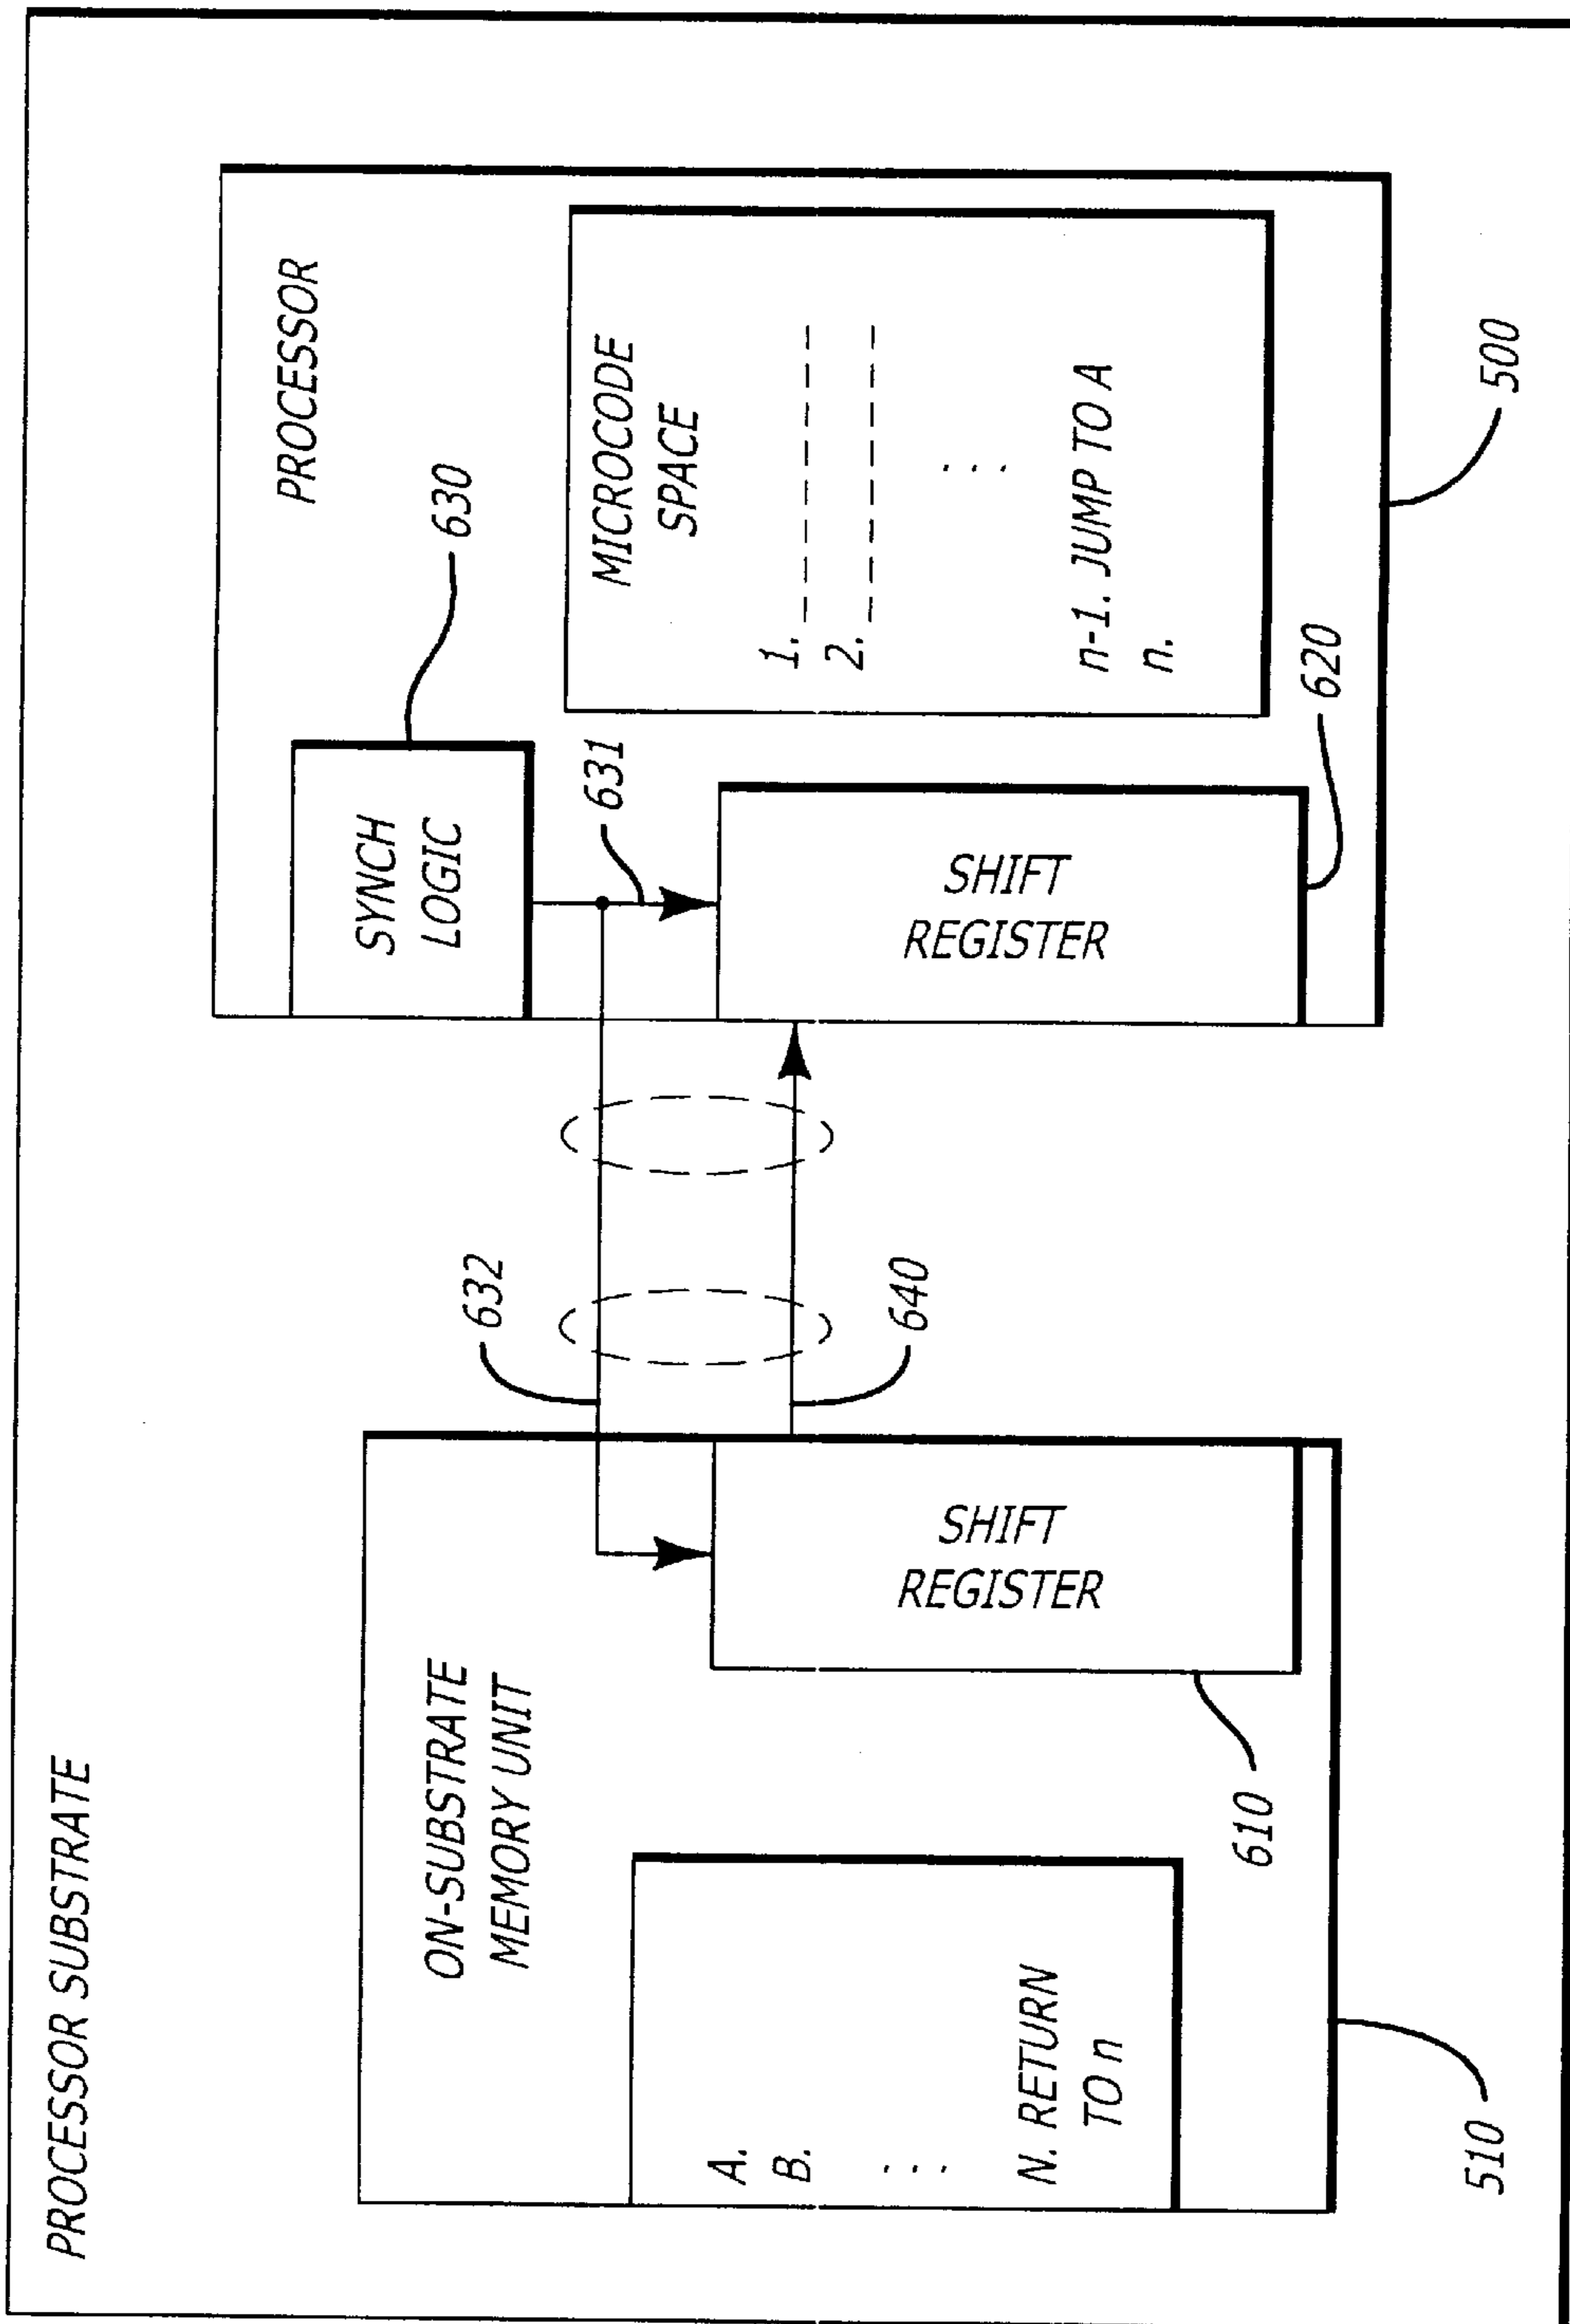 PROCESSOR SUBSTRATE
ON-SUBSTRATE
MEMORY UNIT
A.
B.
. . .
N. RETURN
TO n
SHIFT
REGISTER
610
510
632
640
PROCESSOR
SYNCH
LOGIC
630
631
SHIFT
REGISTER
620
MICROCODE
SPACE
1. _ _ _ _ _ _ _
2. _ _ _ _ _ _ _
. . .
n-1. JUMP TO A
n.
500